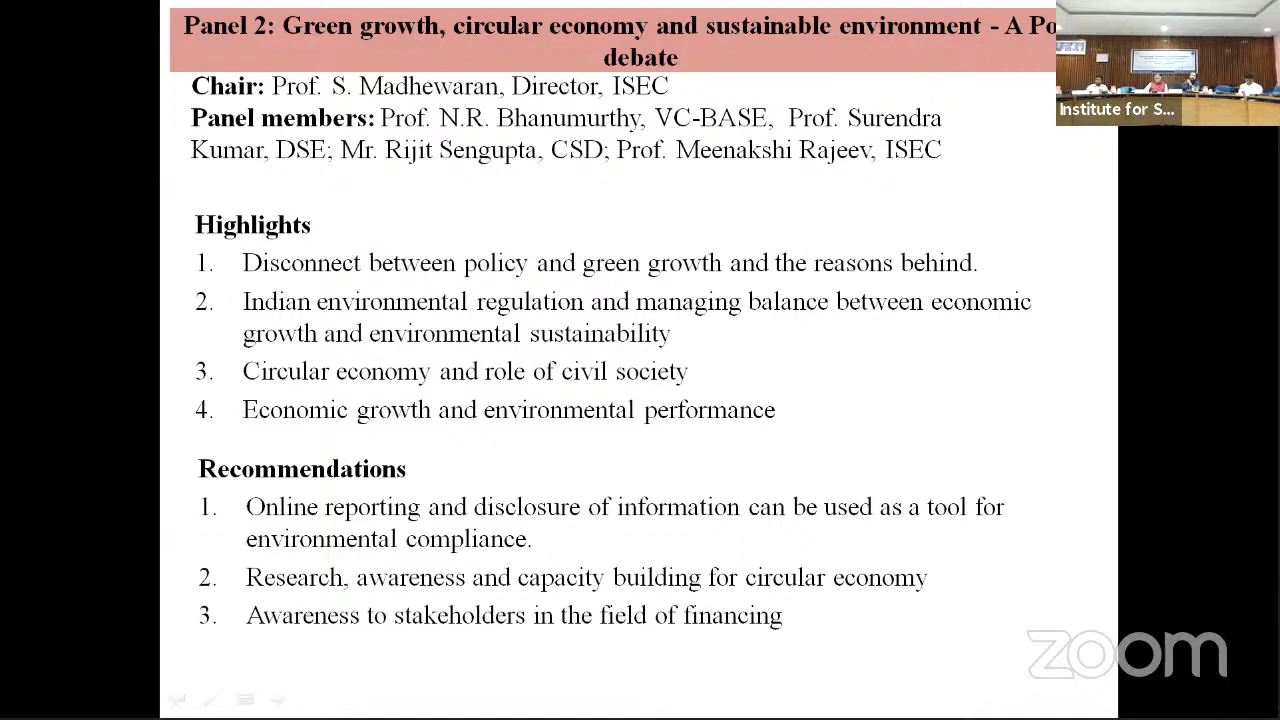 Panel 2: Green growth, circular economy and sustainable environment - A Po
debate
Chair: Prof. S. Madhewaran, Director, ISEC
Panel members: Prof. N.R. Bhanumurthy, VC-BASE, Prof. Surendra
Kumar, DSE; Mr. Rijit Sengupta, CSD; Prof. Meenakshi Rajeev, ISEC
Institute for S...
Highlights
1. Disconnect between policy and green growth and the reasons behind.
2. Indian environmental regulation and managing balance between economic
growth and environmental sustainability
3. Circular economy and role of civil society
4. Economic growth and environmental performance
Recommendations
1. Online reporting and disclosure of information can be used as a tool for
environmental compliance.
2. Research, awareness and capacity building for circular economy
3. Awareness to stakeholders in the field of financing
zoom